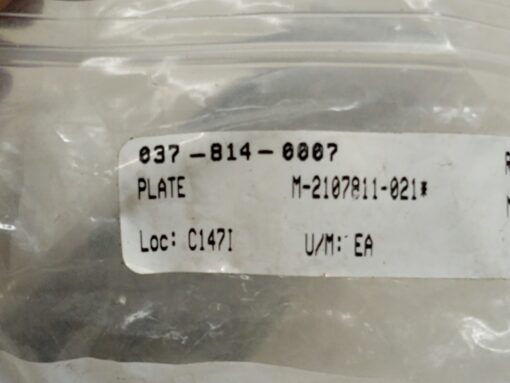 037-814-0007 R
PLATE M-2107811-021* M
Loc: C147I U/M: EA